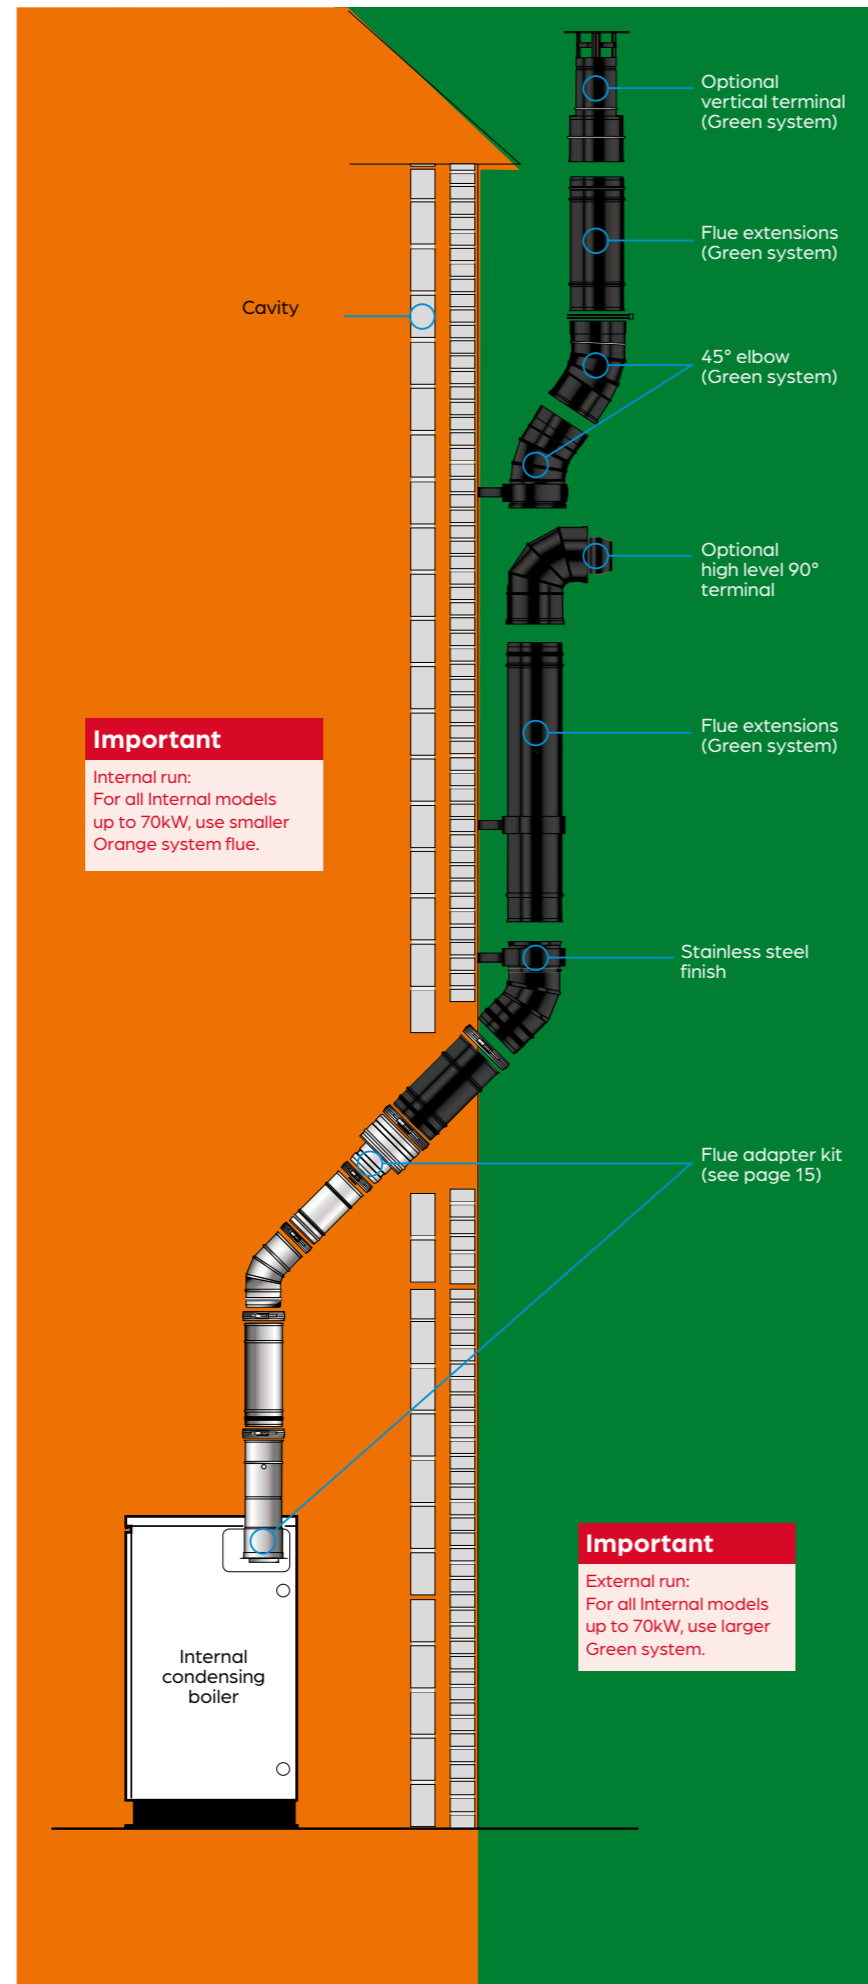 Optional
vertical terminal
(Green system)
Flue extensions
(Green system)
Cavity
45° elbow
(Green system)
Optional
high level 90°
terminal
Important
Internal run:
For all Internal models
up to 70kW, use smaller
Orange system flue.
Flue extensions
(Green system)
Stainless steel
finish
Flue adapter kit
(see page 15)
Important
External run:
For all Internal models
up to 70kW, use larger
Green system.
Internal
condensing
boiler